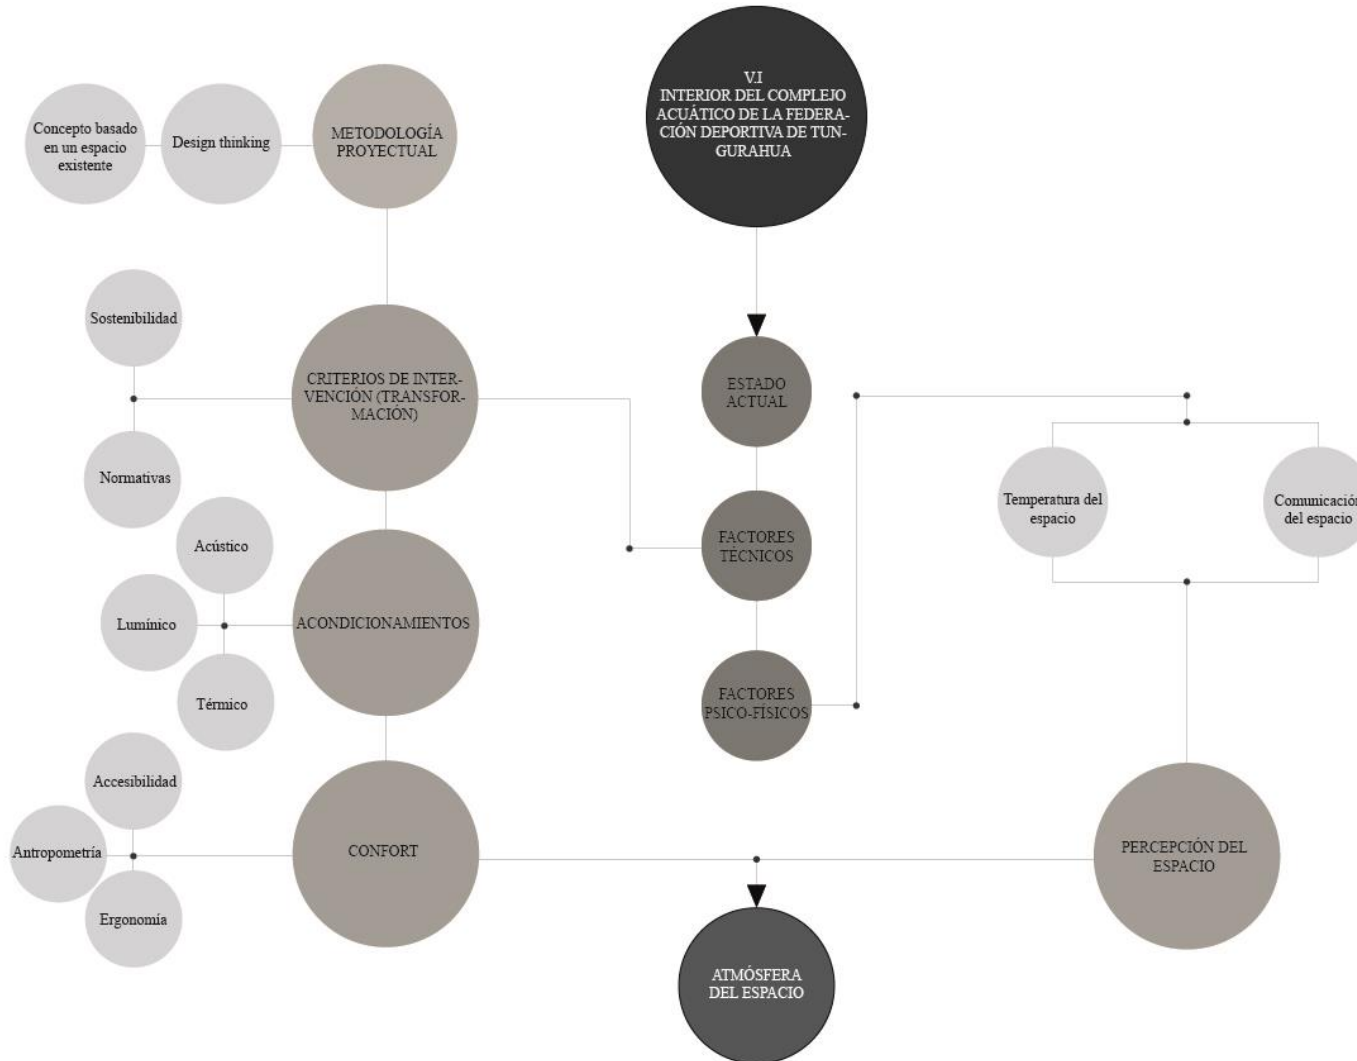 V.I
INTERIOR DEL COMPLEJO
ACUÁTICO DE LA FEDERA-
CIÓN DEPORTIVA DE TUN-
GURAHUA
METODOLOGÍA
PROYECTUAL
Design thinking
Concepto basado
en un espacio
existente
Sostenibilidad
CRITERIOS DE INTER-
VENCIÓN (TRANSFOR-
MACIÓN)
Normativas
ESTADO
ACTUAL
FACTORES
TÉCNICOS
FACTORES
PSICO-FÍSICOS
Temperatura del
espacio
Comunicación
del espacio
Acústico
Lumínico
ACONDICIONAMIENTOS
Térmico
Accesibilidad
Antropometría
CONFORT
Ergonomía
PERCEPCIÓN DEL
ESPACIO
ATMÓSFERA
DEL ESPACIO